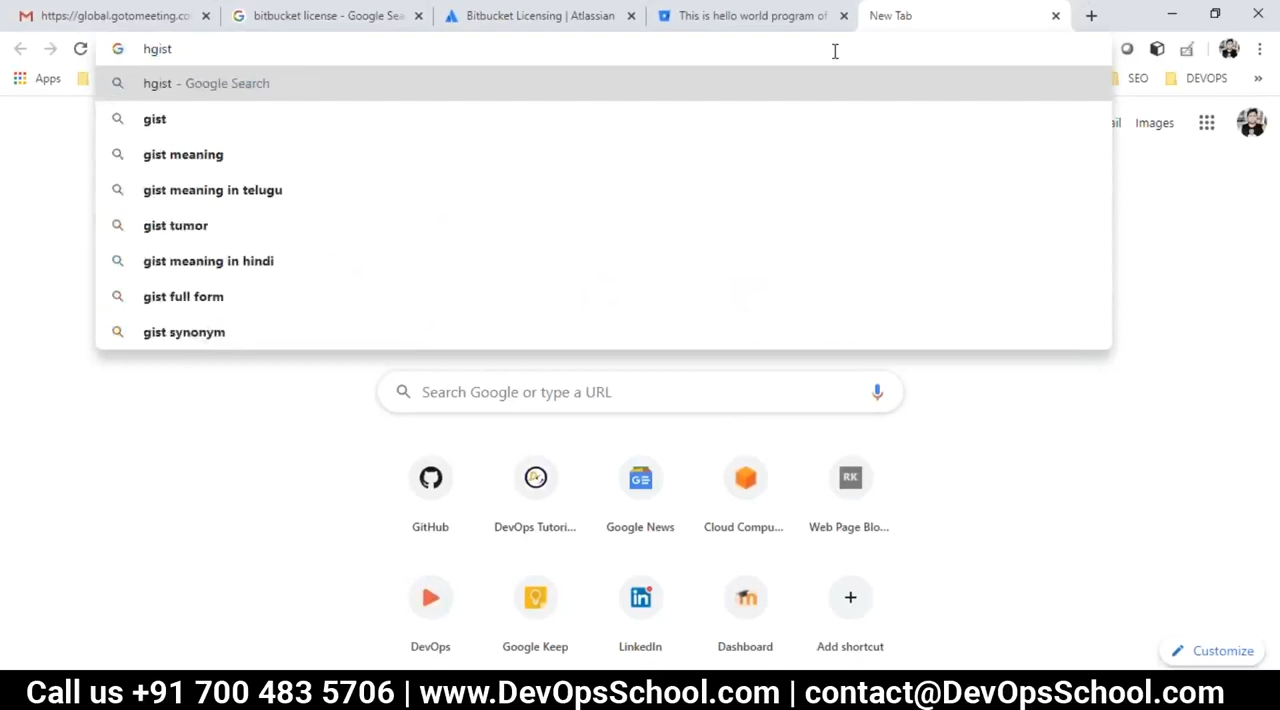 https://global.gotomeeting.co
bitbucket license - Google Sea
Bitbucket Licensing | Atlassian
This is hello world program of
New Tab
hgist
Apps
SEO
DEVOPS
»
hgist - Google Search
gist
gist meaning
gist meaning in telugu
gist tumor
gist meaning in hindi
gist full form
gist synonym
ail
Images
Search Google or type a URL
RK
GitHub
DevOps Tutori...
Google News
Cloud Compu...
Web Page Blo...
DevOps
Google Keep
LinkedIn
Dashboard
Add shortcut
Customize
Call us +91 700 483 5706 | www.DevOpsSchool.com | contact@DevOpsSchool.com